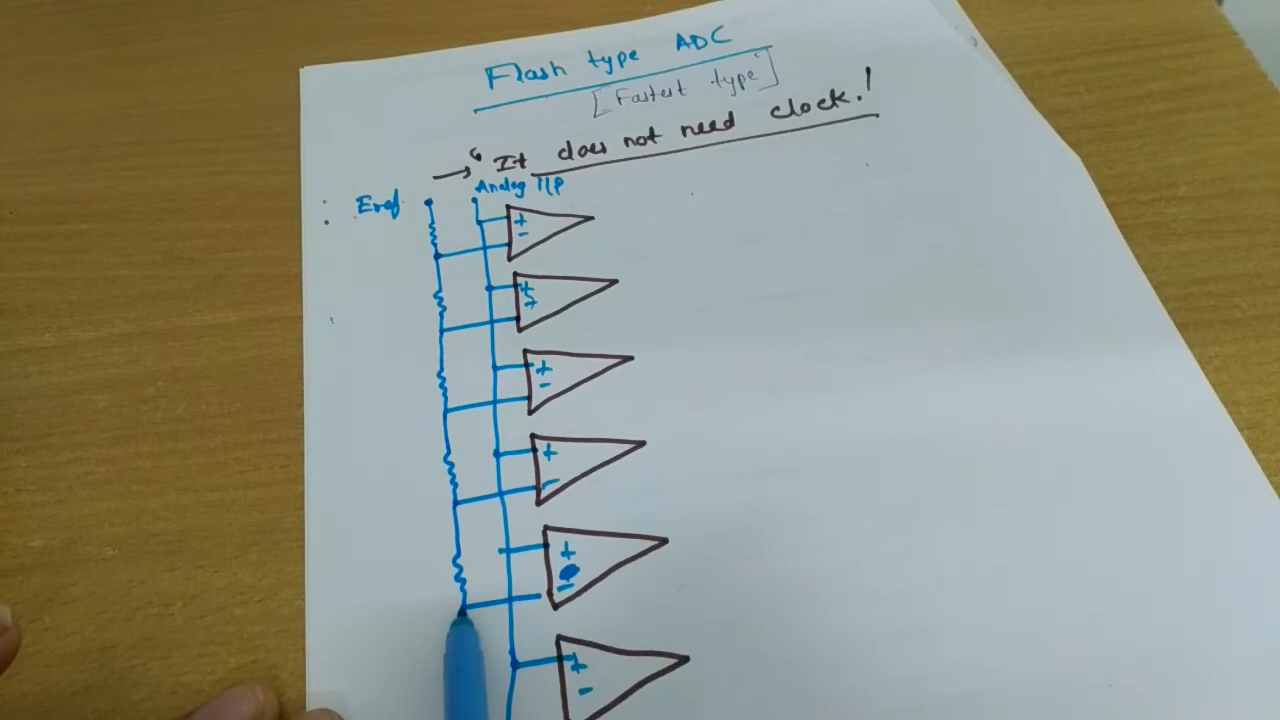 Flash type ADC
[Fastest type]
→ " It does not need clock.!
: Eref Analog I/P
+
-
+
+
-
+
-
+
-
+
-